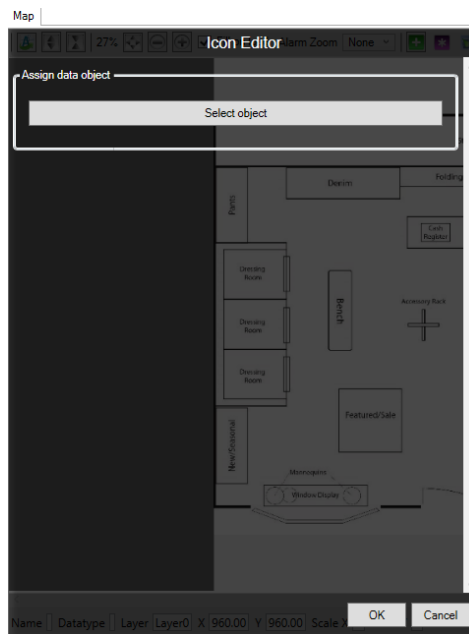 Map
27% Icon Editor Alarm Zoom None
Assign data object
Select object
Folding
Denim
Pants
Cash
Register
Dressing
Room
Bench
Accessory Rack
Dressing
Room
Dressing
Room
Featured/Sale
New/Seasonal
Mannequins
Window Display
OK Cancel
Name Datatype Layer Layer0 X 960.00 Y 960.00 Scale X